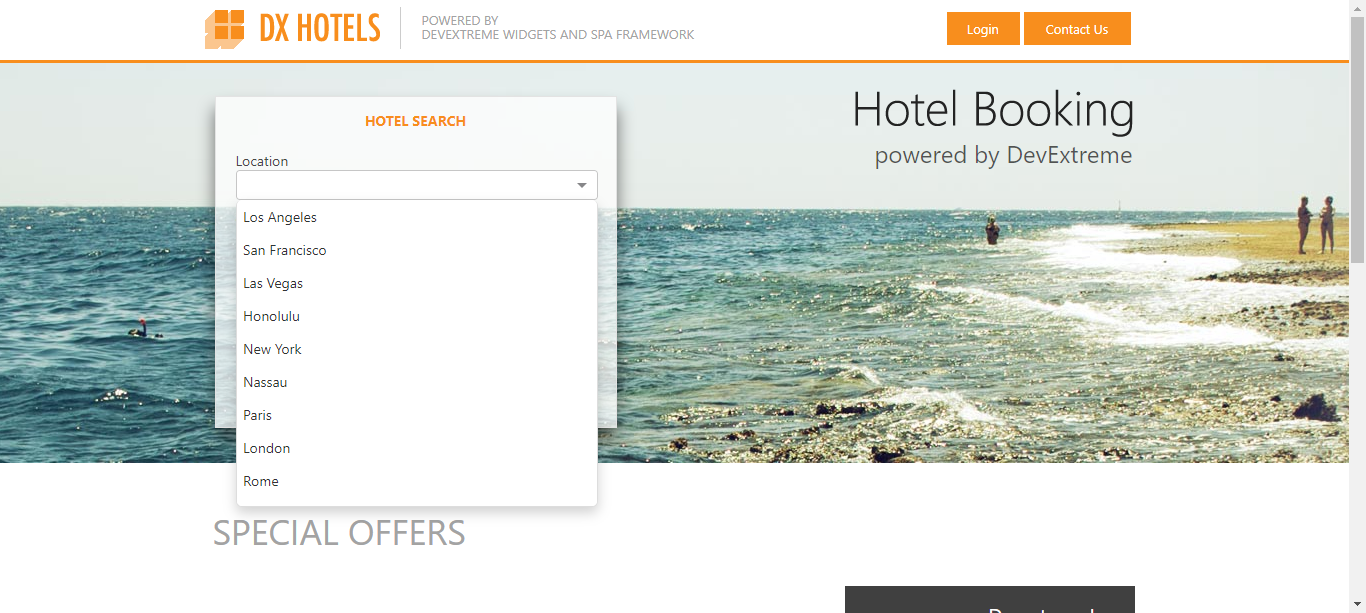 DX HOTELS
POWERED BY
DEVEXTREME WIDGETS AND SPA FRAMEWORK
Login
Contact Us
Hotel Booking
powered by DevExtreme
HOTEL SEARCH
Location
Los Angeles
San Francisco
Las Vegas
Honolulu
New York
Nassau
Paris
London
Rome
SPECIAL OFFERS